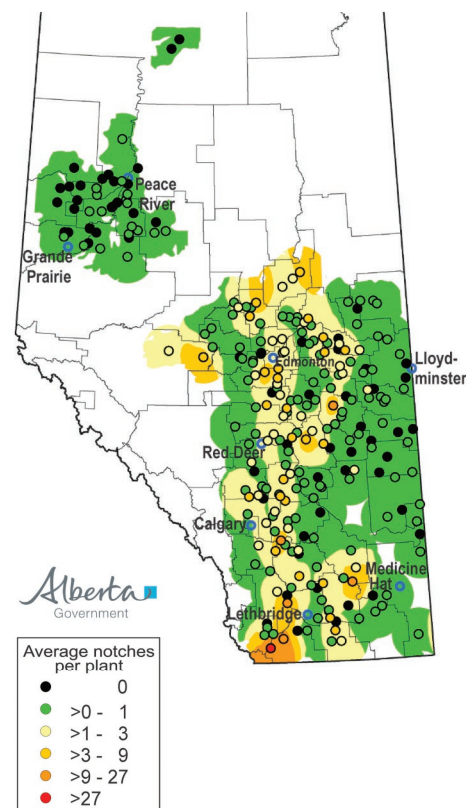 Peace
River
Grande
Prairie
Edmonton
Lloyd-
minster
Red Deer
Calgary
Medicine
Hat
Lethbridge
Alberta
Government
Average notches
per plant
0
>0 - 1
>1 - 3
>3 - 9
>9 - 27
>27